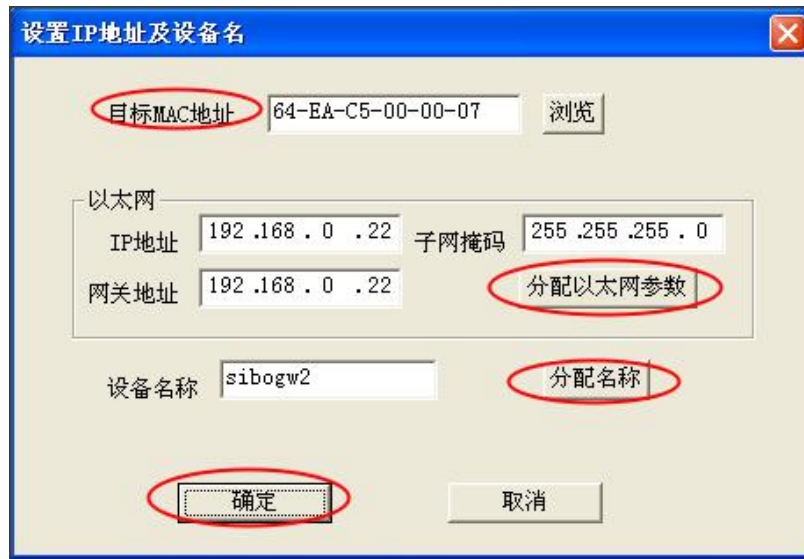 设置IP地址及设备名
目标MAC地址 64-EA-C5-00-00-07 浏览
以太网
IP地址 192 .168 . 0 .22 子网掩码 255 .255 .255 . 0
网关地址 192 .168 . 0 .22 分配以太网参数
设备名称 sibogw2 分配名称
确定 取消